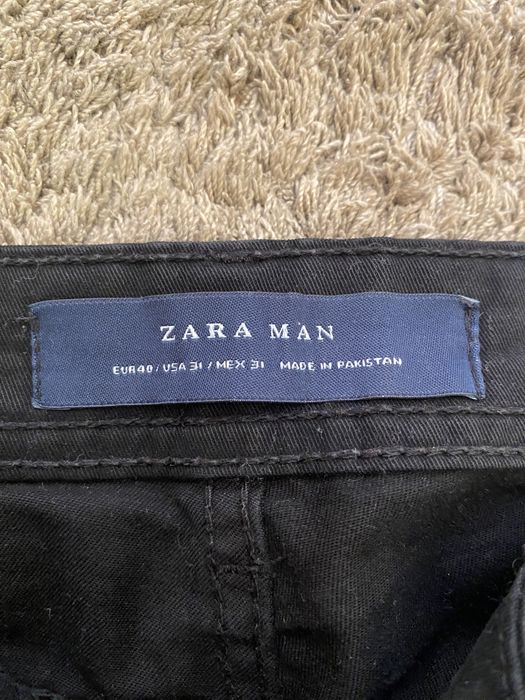 ZARA MAN
EUR40 / USA 31 / MEX 31 MADE IN PAKISTAN